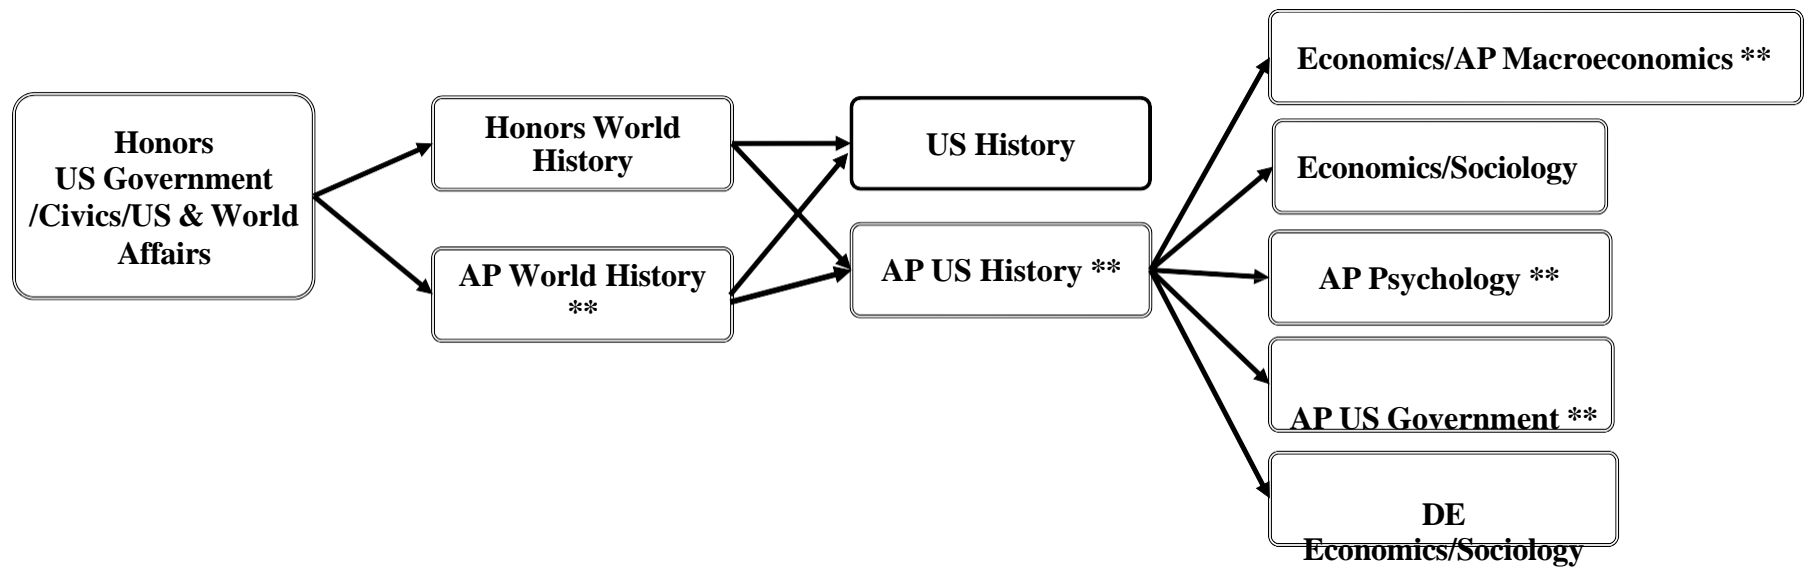 Honors
US Government
/Civics/US & World
Affairs
Honors World
History
AP World History
**
US History
AP US History **
Economics/AP Macroeconomics **
Economics/Sociology
AP Psychology **
AP US Government **
DE
Economics/Sociology